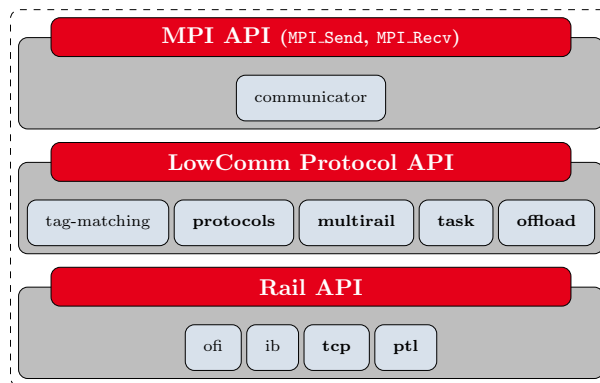 MPI API (MPI_Send, MPI_Recv)
communicator
LowComm Protocol API
tag-matching protocols multirail task offload
Rail API
ofi ib tcp ptl